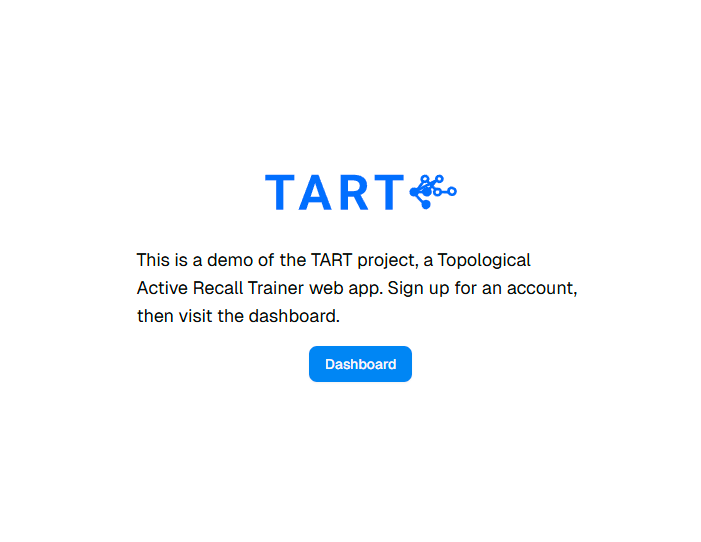 TART
This is a demo of the TART project, a Topological
Active Recall Trainer web app. Sign up for an account,
then visit the dashboard.
Dashboard